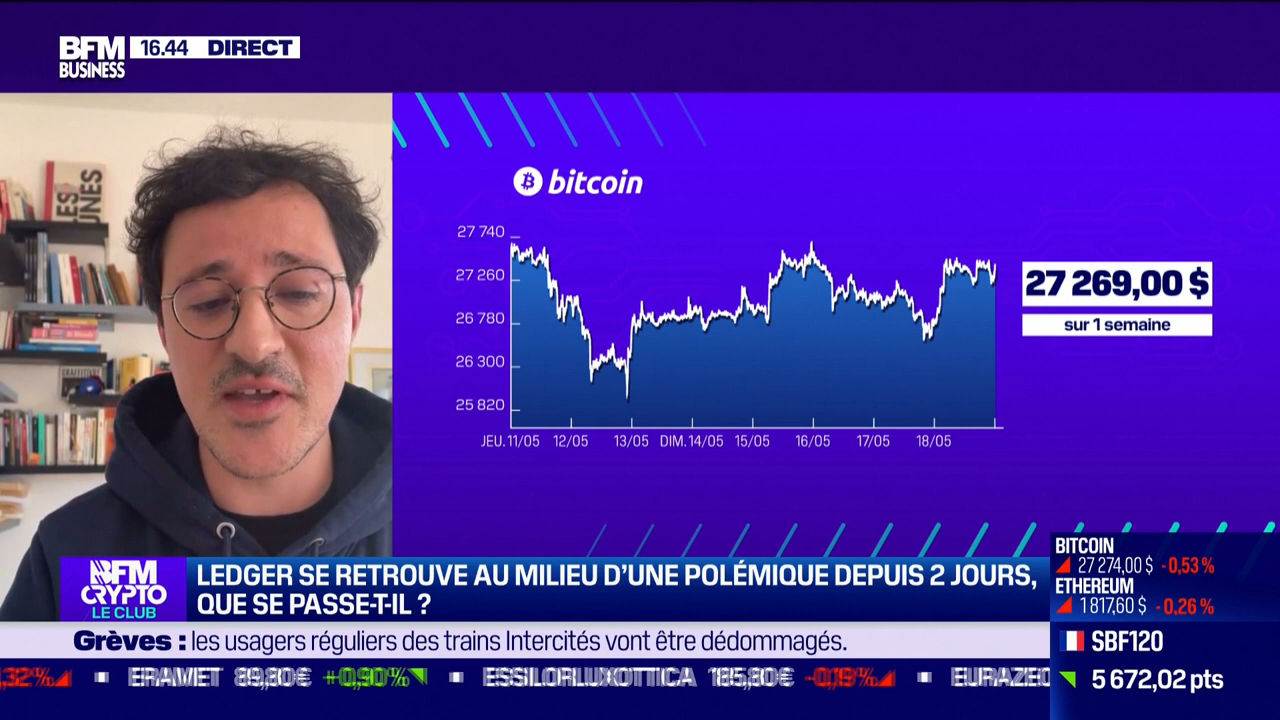 BFM
BUSINESS
16.44 DIRECT
LES
UNES
bitcoin
27 740
27 260
26 780
26 300
25 820
JEU.11/05 12/05 13/05 DIM.14/05 15/05 16/05 17/05 18/05
27 269,00 $
sur 1 semaine
BFM
CRYPTO
LE CLUB
LEDGER SE RETROUVE AU MILIEU D’UNE POLÉMIQUE DEPUIS 2 JOURS,
QUE SE PASSE-T-IL ?
BITCOIN
27 274,00 $ -0,53 %
ETHEREUM
1 817,60 $ -0,26 %
Grèves : les usagers réguliers des trains Intercités vont être dédommagés.
SBF120
5 672,02 pts
,32% ERAMET 89,80€ +0,90% ESSILORLUXOTTICA 185,80€ -0,19% EURAZEO